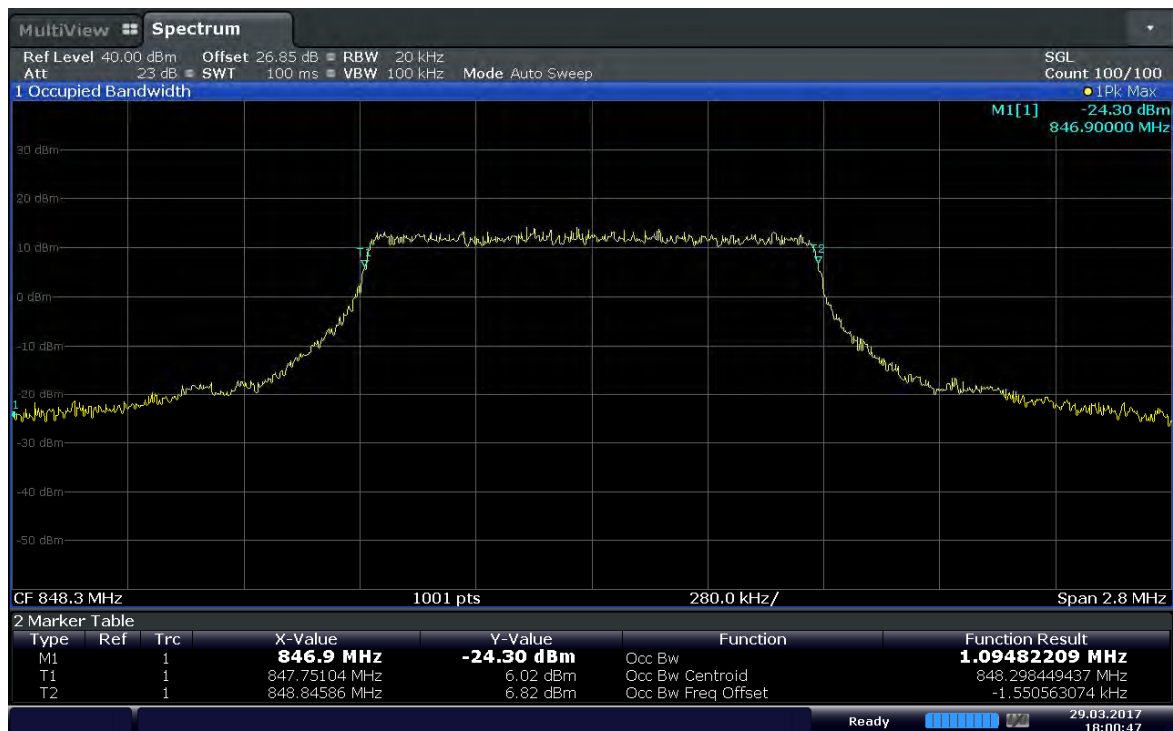 MultiView Spectrum
Ref Level 40.00 dBm Offset 26.85 dB RBW 20 kHz SGL
Att 23 dB SWT 100 ms VBW 100 kHz Mode Auto Sweep Count 100/100
1 Occupied Bandwidth 1Pk Max
M1[1] -24.30 dBm
846.90000 MHz
30 dBm
20 dBm
10 dBm
T1
T2
0 dBm
-10 dBm
-20 dBm
1
-30 dBm
-40 dBm
-50 dBm
CF 848.3 MHz 1001 pts 280.0 kHz/ Span 2.8 MHz
2 Marker Table
Type Ref Trc X-Value Y-Value Function Function Result
M1 1 846.9 MHz -24.30 dBm Occ Bw 1.09482209 MHz
T1 1 847.75104 MHz 6.02 dBm Occ Bw Centroid 848.298449437 MHz
T2 1 848.84586 MHz 6.82 dBm Occ Bw Freq Offset -1.550563074 kHz
Ready 29.03.2017
18:00:47